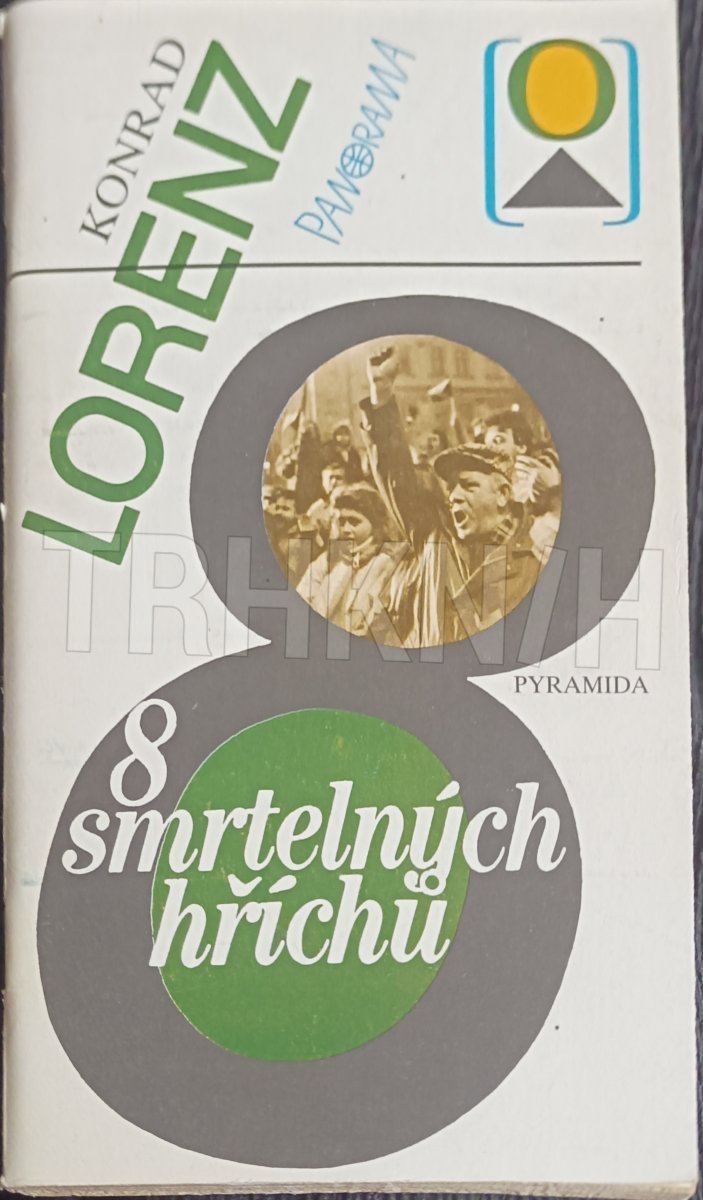 KONRAD
LORENZ
PANORAMA
TRHKNIH
PYRAMIDA
8
smrtelných
hříchů